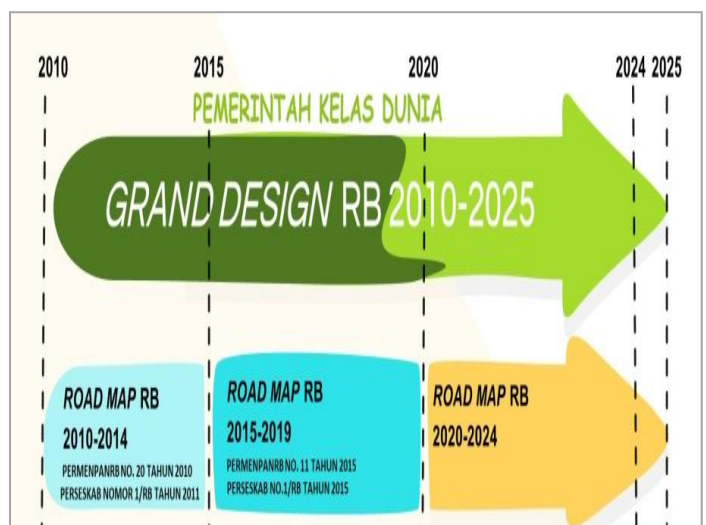 2010 2015 2020 2024 2025
PEMERINTAH KELAS DUNIA
GRAND DESIGN RB 2010-2025
ROAD MAP RB
2010-2014
PERMENPANRB NO. 20 TAHUN 2010
PERSESKAB NOMOR 1/RB TAHUN 2011
ROAD MAP RB
2015-2019
PERMENPANRB NO. 11 TAHUN 2015
PERSESKAB NO.1/RB TAHUN 2015
ROAD MAP RB
2020-2024